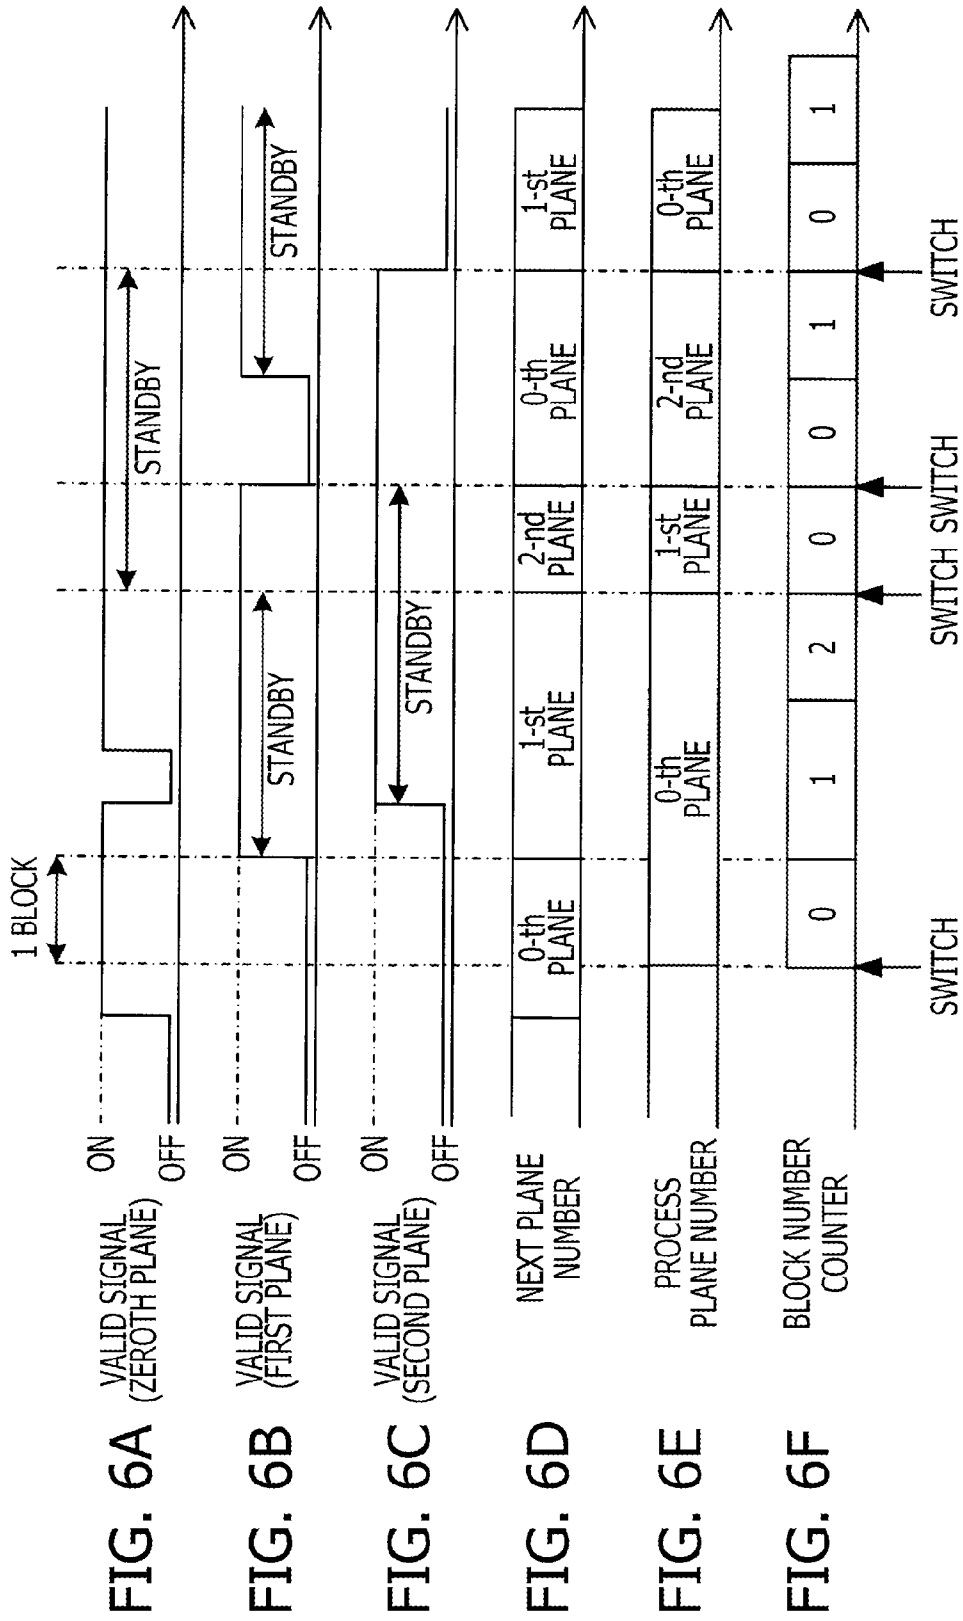 1 BLOCK
FIG. 6A
VALID SIGNAL
(ZEROTH PLANE)
ON
OFF
STANDBY
FIG. 6B
VALID SIGNAL
(FIRST PLANE)
ON
OFF
STANDBY
STANDBY
FIG. 6C
VALID SIGNAL
(SECOND PLANE)
ON
OFF
STANDBY
FIG. 6D
NEXT PLANE
NUMBER
0-th
PLANE
1-st
PLANE
2-nd
PLANE
0-th
PLANE
1-st
PLANE
FIG. 6E
PROCESS
PLANE NUMBER
0-th
PLANE
1-st
PLANE
2-nd
PLANE
0-th
PLANE
FIG. 6F
BLOCK NUMBER
COUNTER
0 1 2 0 0 1 0 1
SWITCH SWITCH SWITCH SWITCH